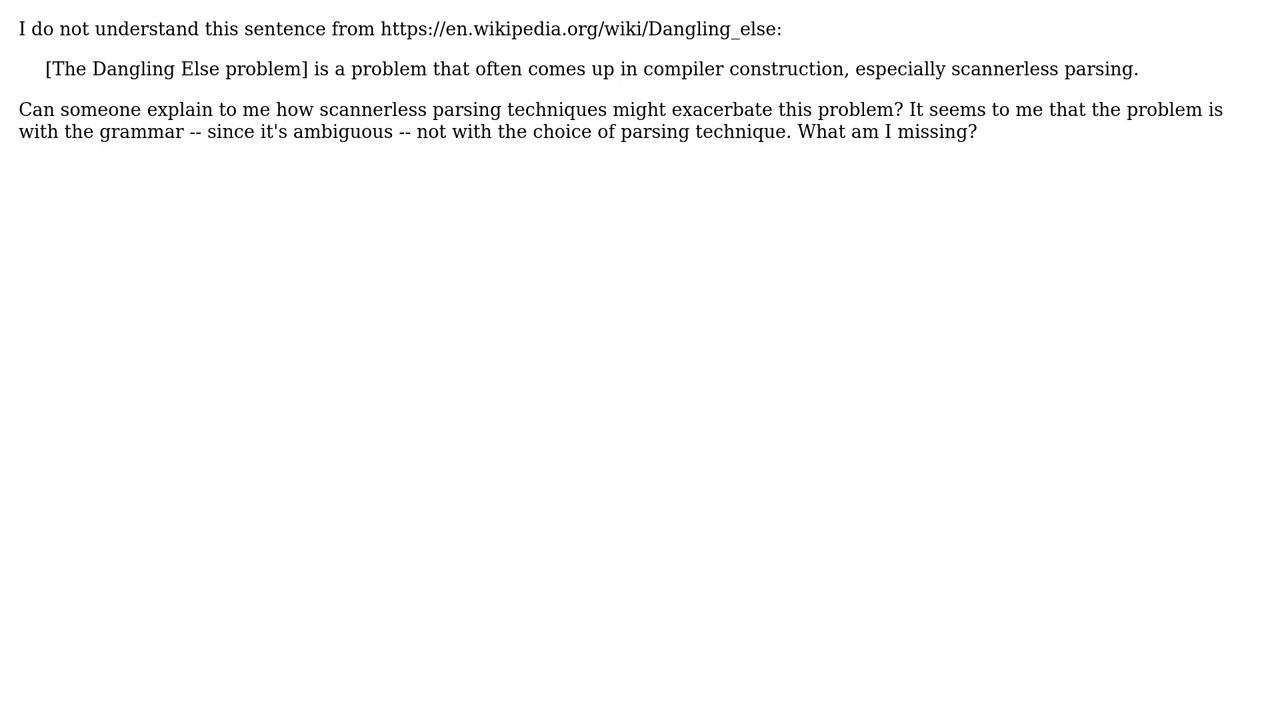 I do not understand this sentence from https://en.wikipedia.org/wiki/Dangling_else:
[The Dangling Else problem] is a problem that often comes up in compiler construction, especially scannerless parsing.
Can someone explain to me how scannerless parsing techniques might exacerbate this problem? It seems to me that the problem is
with the grammar -- since it's ambiguous -- not with the choice of parsing technique. What am I missing?